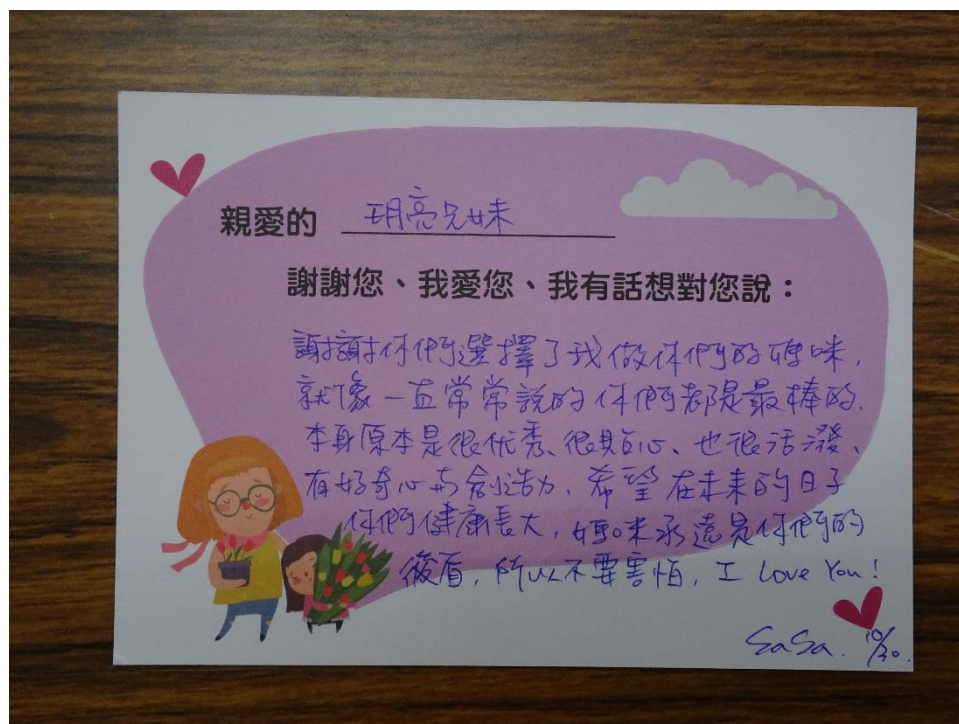 親愛的 玥亮兄妹
謝謝您、我愛您、我有話想對您說：
謝謝你們選擇了我做你們的媽咪,
就像一直常常說的你們都是最棒的.
本身原本是很优秀、很貼心、也很活潑、
有好奇心与創造力. 希望在未来的日子
你們健康長大, 媽咪永遠是你們的
後盾, 所以不要害怕. I Love You!
SaSa. 10/30.